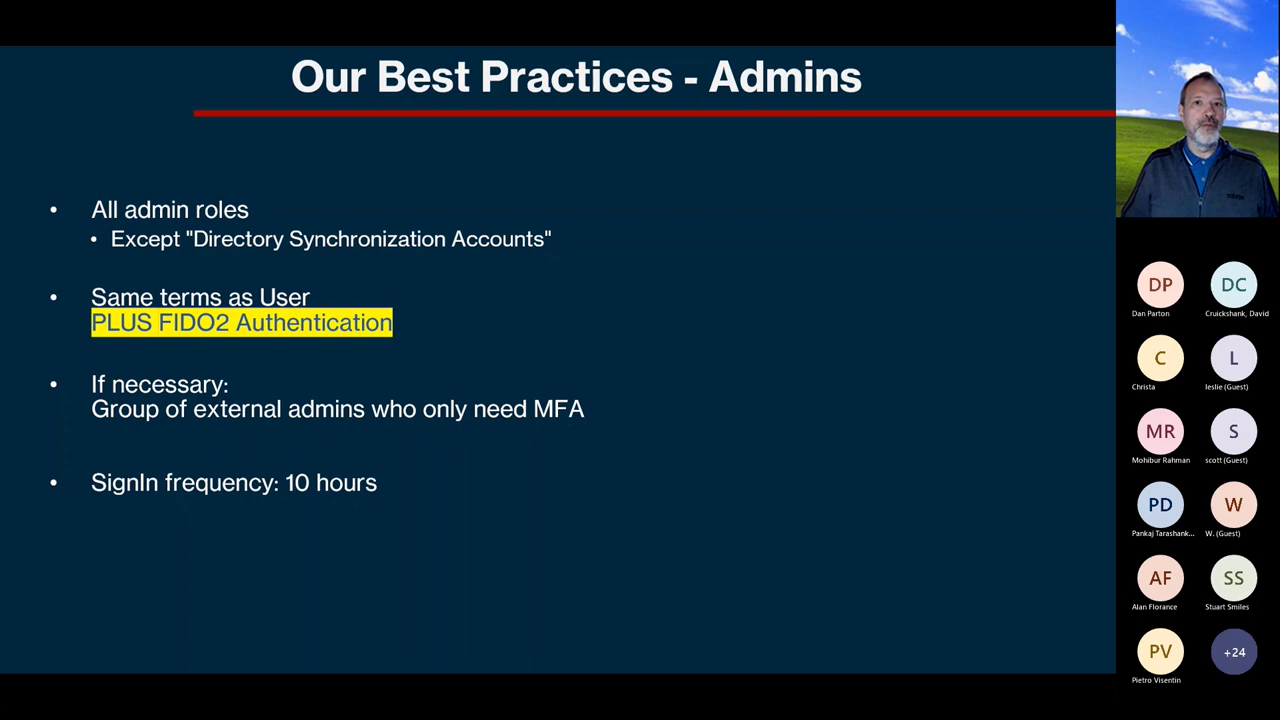 Our Best Practices - Admins
• All admin roles
• Except "Directory Synchronization Accounts"
• Same terms as User
PLUS FIDO2 Authentication
• If necessary:
Group of external admins who only need MFA
• SignIn frequency: 10 hours
DP
Dan Parton
DC
Cruickshank, David
C
Christa
L
leslie (Guest)
MR
Mohibur Rahman
S
scott (Guest)
PD
Pankaj Tarashank...
W
W. (Guest)
AF
Alan Florance
SS
Stuart Smiles
PV
Pietro Visentin
+24